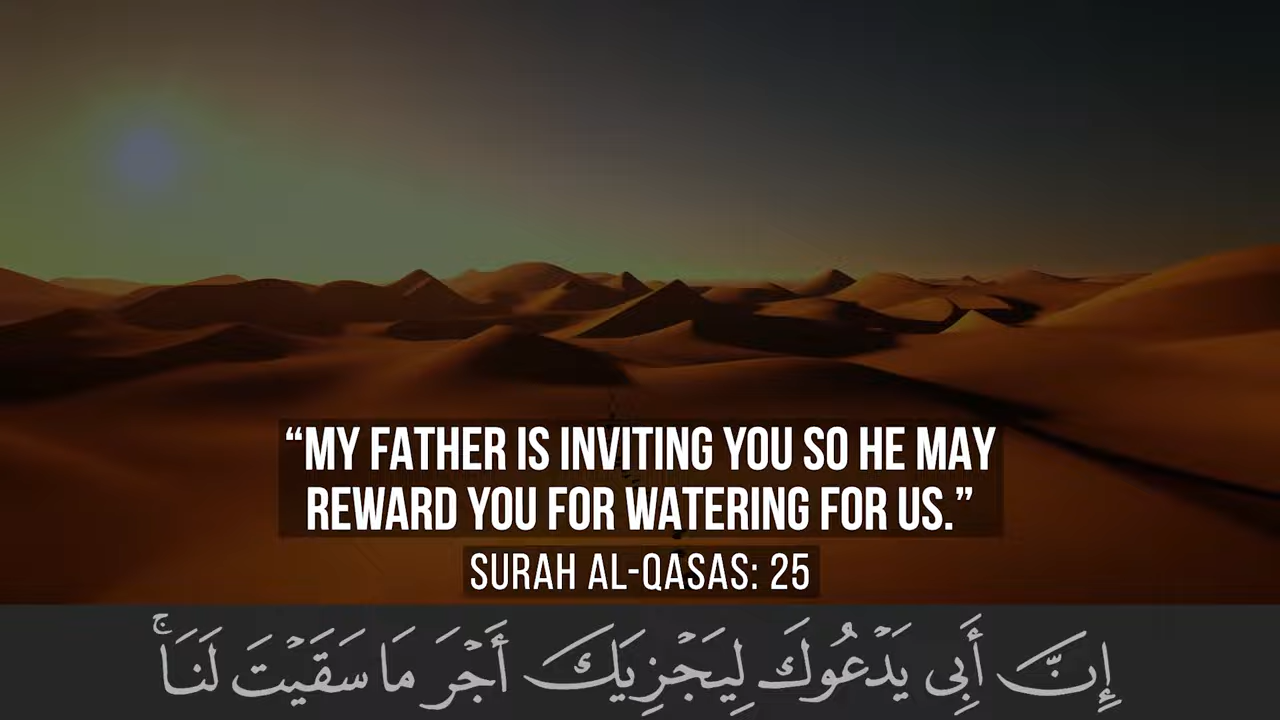 “MY FATHER IS INVITING YOU SO HE MAY
REWARD YOU FOR WATERING FOR US.”
SURAH AL-QASAS: 25
إِنَّ أَبِى يَدْعُوكَ لِيَجْزِيَكَ أَجْرَ مَا سَقَيْتَ لَنَا ۚ